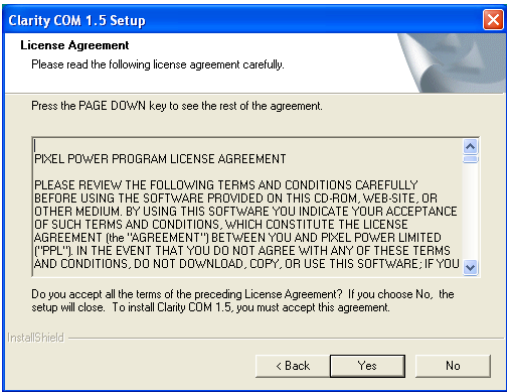 Clarity COM 1.5 Setup
License Agreement
Please read the following license agreement carefully.
Press the PAGE DOWN key to see the rest of the agreement.
PIXEL POWER PROGRAM LICENSE AGREEMENT
PLEASE REVIEW THE FOLLOWING TERMS AND CONDITIONS CAREFULLY
BEFORE USING THE SOFTWARE PROVIDED ON THIS CD-ROM, WEB-SITE, OR
OTHER MEDIUM. BY USING THIS SOFTWARE YOU INDICATE YOUR ACCEPTANCE
OF SUCH TERMS AND CONDITIONS, WHICH CONSTITUTE THE LICENSE
AGREEMENT (the "AGREEMENT") BETWEEN YOU AND PIXEL POWER LIMITED
("PPL"). IN THE EVENT THAT YOU DO NOT AGREE WITH ANY OF THESE TERMS
AND CONDITIONS, DO NOT DOWNLOAD, COPY, OR USE THIS SOFTWARE; IF YOU
Do you accept all the terms of the preceding License Agreement? If you choose No, the
setup will close. To install Clarity COM 1.5, you must accept this agreement.
InstallShield
< Back Yes No